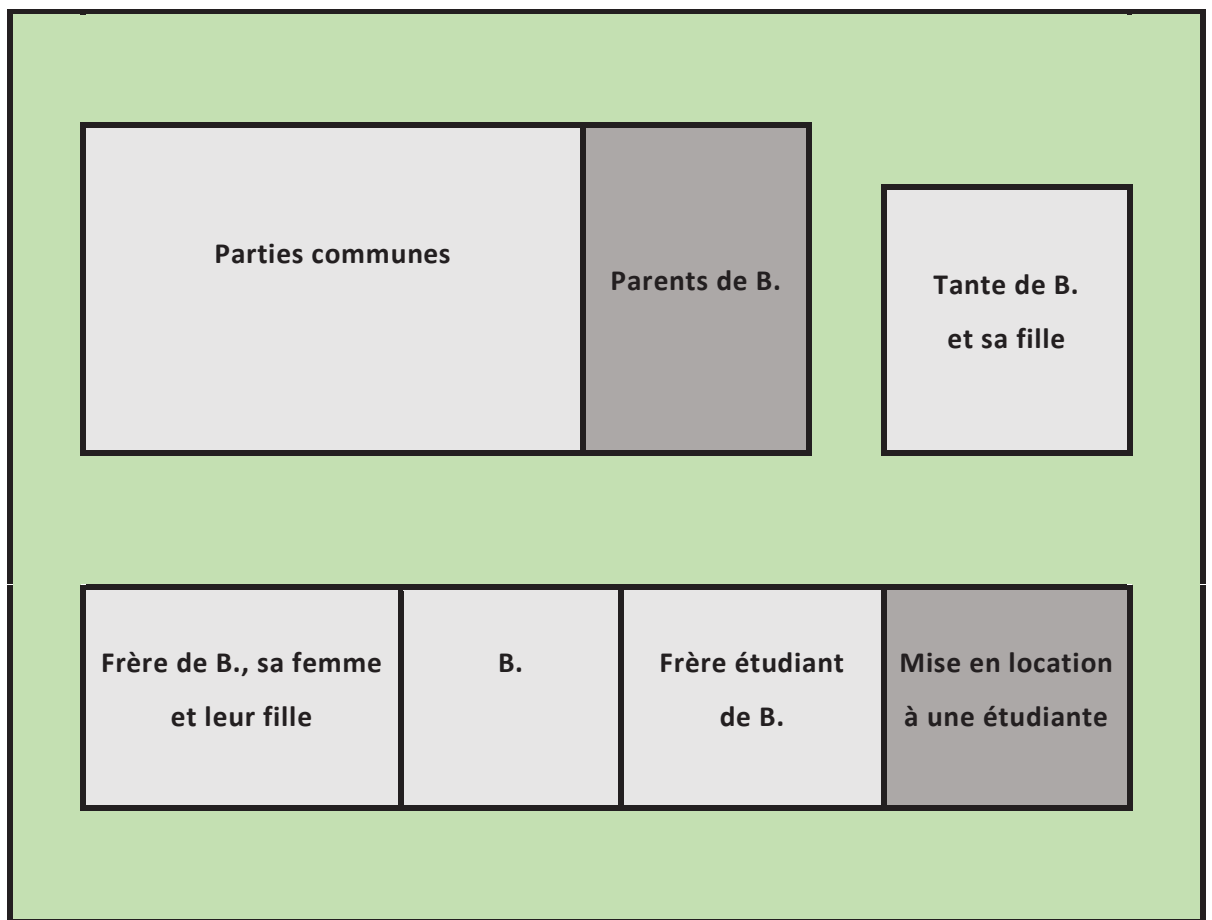 Parties communes
Parents de B.
Tante de B.
et sa fille
Frère de B., sa femme
et leur fille
B.
Frère étudiant
de B.
Mise en location
à une étudiante